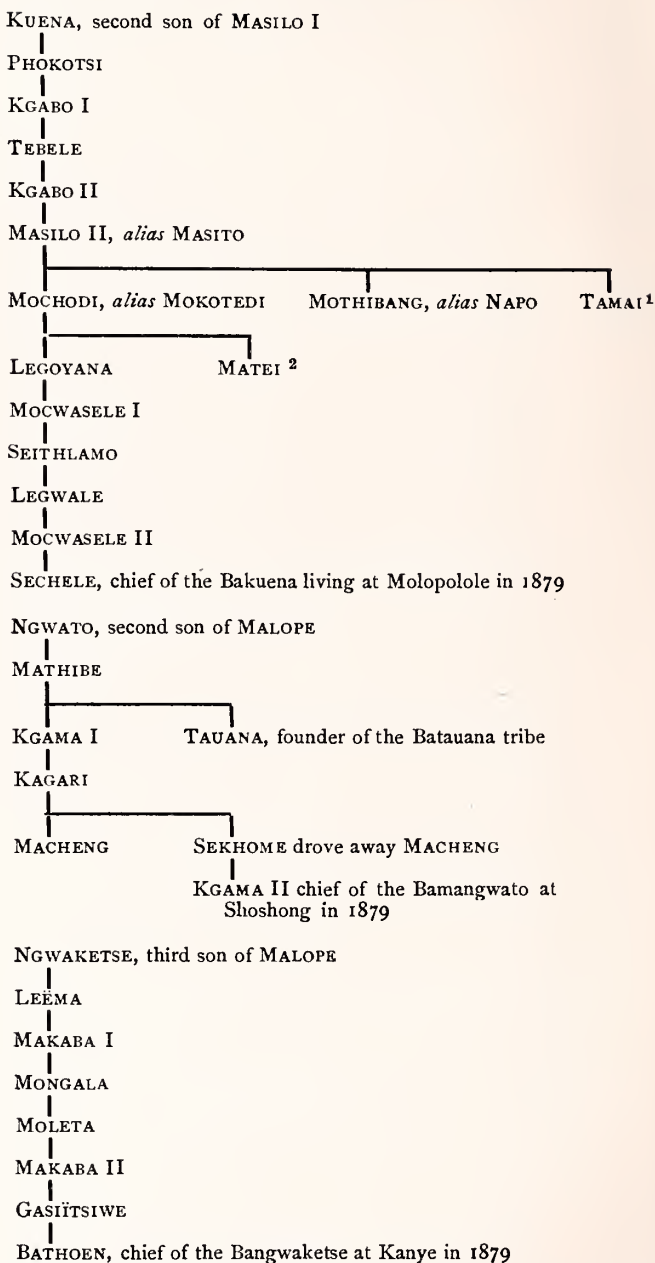 KUENA, second son of MASILO I
PHOKOTSI
KGABO I
TEBELE
KGABO II
MASILO II, alias MASITO
MOCHODI, alias MOKOTEDI MOTHIBANG, alias NAPO TAMAI¹
LEGOYANA MATEI ²
MOCWASELE I
SEITHLAMO
LEGWALE
MOCWASELE II
SECHELE, chief of the Bakuena living at Molopolole in 1879
NGWATO, second son of MALOPE
MATHIBE
KGAMA I TAUANA, founder of the Batauana tribe
KAGARI
MACHENG SEKHOME drove away MACHENG
KGAMA II chief of the Bamangwato at
Shoshong in 1879
NGWAKETSE, third son of MALOPE
LEËMA
MAKABA I
MONGALA
MOLETA
MAKABA II
GASIÏTSIWE
BATHOEN, chief of the Bangwaketse at Kanye in 1879